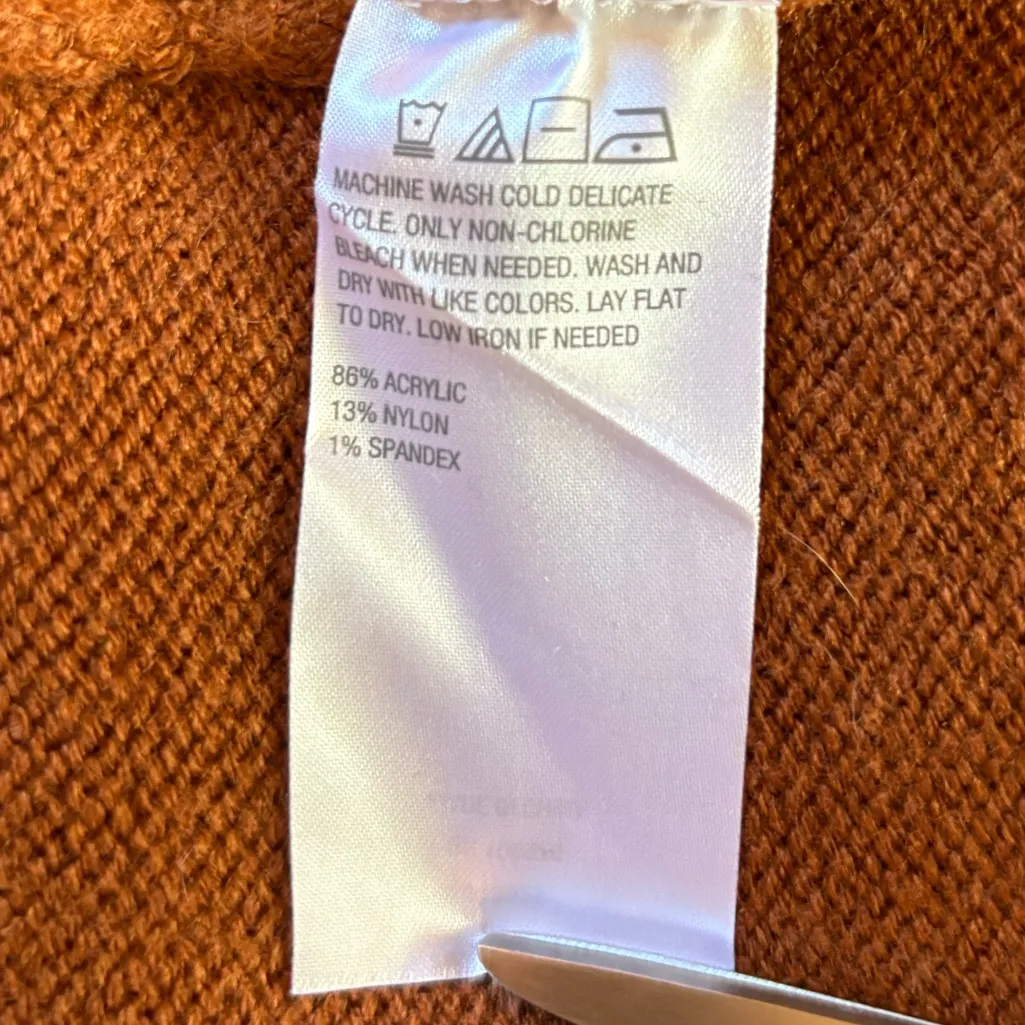 MACHINE WASH COLD DELICATE
CYCLE. ONLY NON-CHLORINE
BLEACH WHEN NEEDED. WASH AND
DRY WITH LIKE COLORS. LAY FLAT
TO DRY. LOW IRON IF NEEDED
86% ACRYLIC
13% NYLON
1% SPANDEX